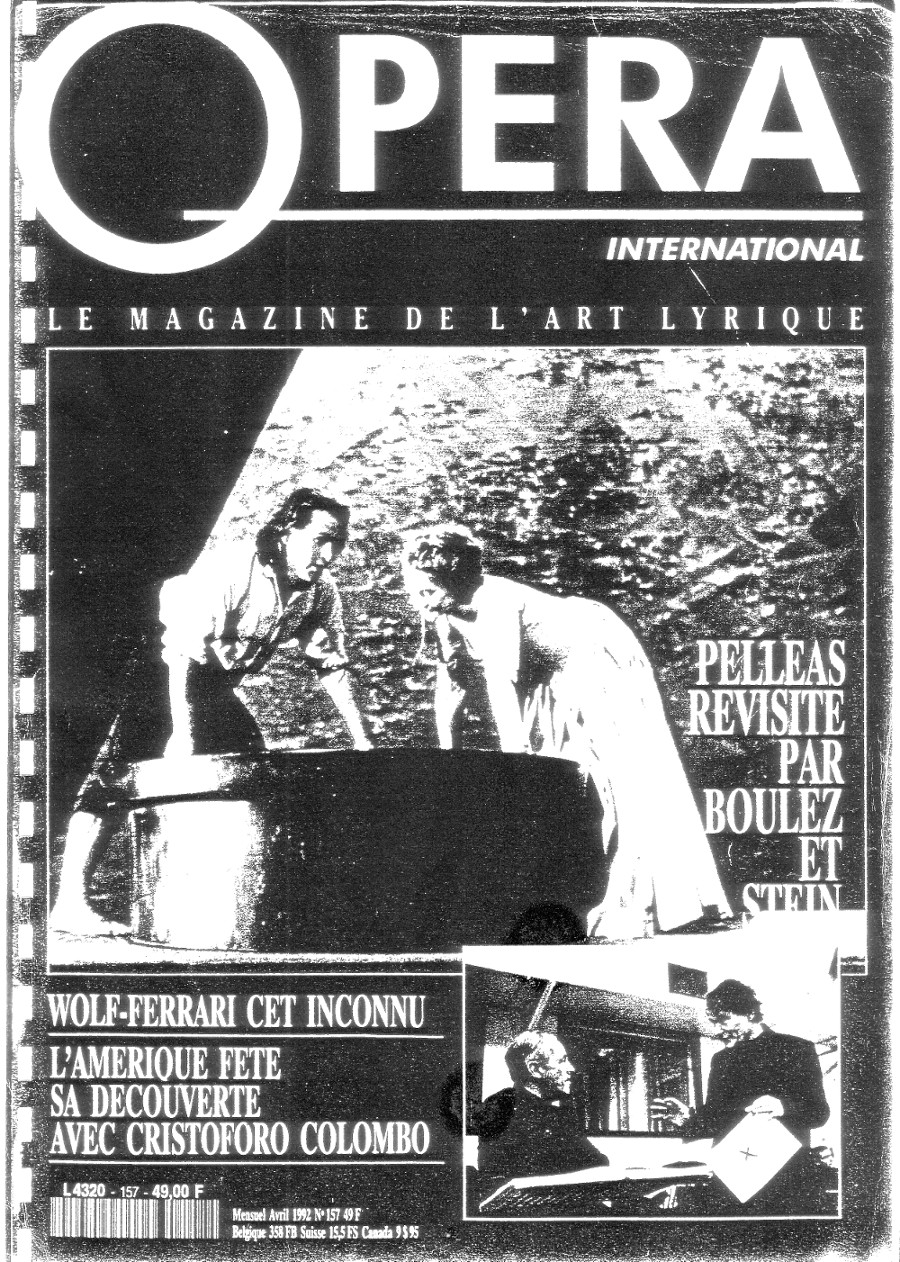 OPERA
INTERNATIONAL
LE MAGAZINE DE L'ART LYRIQUE
PELLEAS
REVISITE
PAR
BOULEZ
ET
STEIN
WOLF-FERRARI CET INCONNU
L'AMERIQUE FETE
SA DECOUVERTE
AVEC CRISTOFORO COLOMBO
L4320 - 157 - 49,00 F
Mensuel Avril 1992 N° 157 49 F
Belgique 358 FB Suisse 15,5 FS Canada 9 $ 95